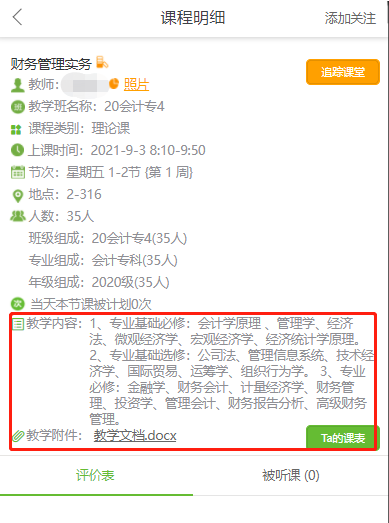 课程明细
添加关注
财务管理实务
追踪课堂
教师： 照片
班 教学班名称：20会计专4
课程类别：理论课
上课时间：2021-9-3 8:10-9:50
节次：星期五 1-2节 {第 1 周}
地点：2-316
人数：35人
班级组成：20会计专4(35人)
专业组成：会计专科(35人)
年级组成：2020级(35人)
次 当天本节课被计划0次
教学内容：1、专业基础必修：会计学原理 、管理学、经济
法、微观经济学、宏观经济学、经济统计学原理。
2、专业基础选修：公司法、管理信息系统、技术经
济学、国际贸易、运筹学、组织行为学。 3、专业
必修：金融学、财务会计、计量经济学、财务管
理、投资学、管理会计、财务报告分析、高级财务
管理。
教学附件： 教学文档.docx
Ta的课表
评价表
被听课 (0)